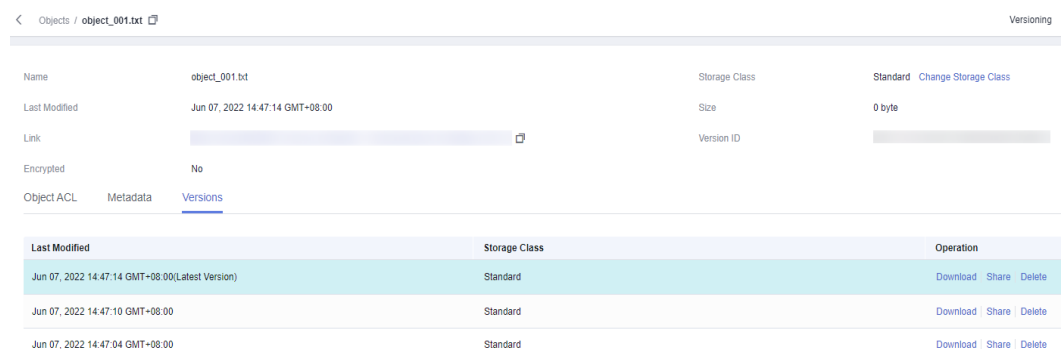 Objects / object_001.txt Versioning
Name object_001.txt Storage Class Standard Change Storage Class
Last Modified Jun 07, 2022 14:47:14 GMT+08:00 Size 0 byte
Link Version ID
Encrypted No
Object ACL Metadata Versions
Last Modified Storage Class Operation
Jun 07, 2022 14:47:14 GMT+08:00(Latest Version) Standard Download Share Delete
Jun 07, 2022 14:47:10 GMT+08:00 Standard Download Share Delete
Jun 07, 2022 14:47:04 GMT+08:00 Standard Download Share Delete